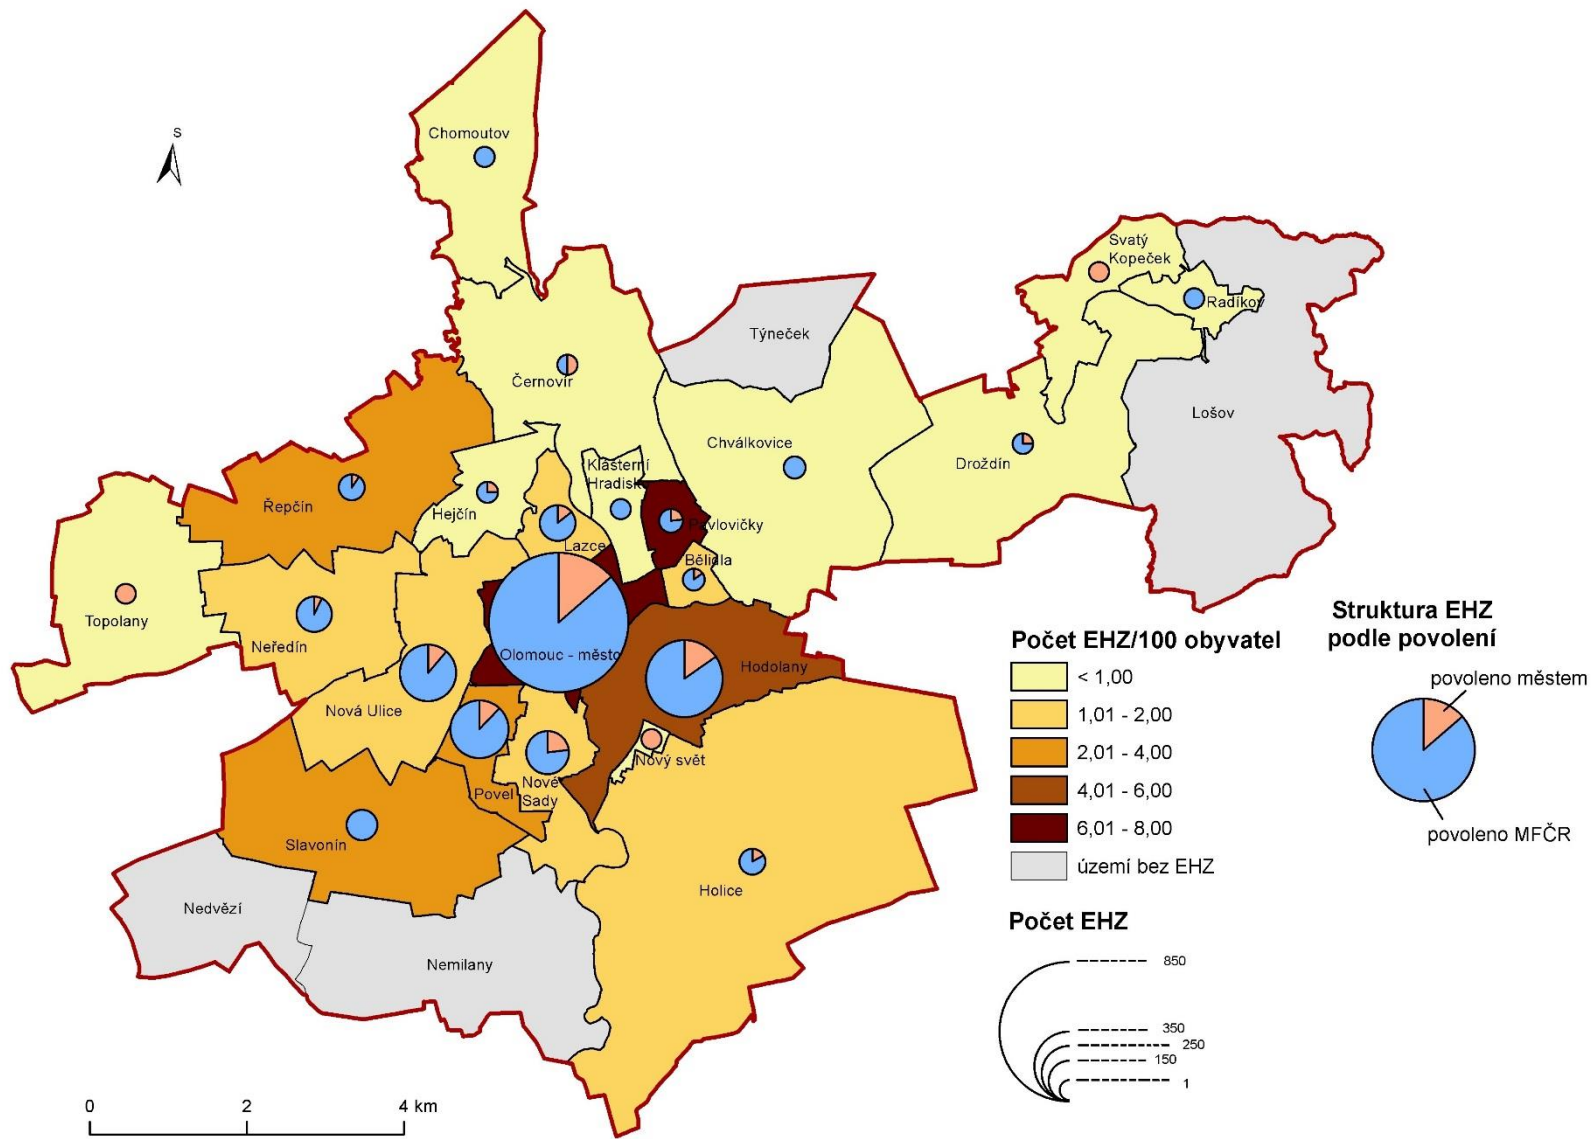 S
Chomoutov
Svatý
Kopeček
Radíkov
Týneček
Černovír
Lošov
Chválkovice
Droždín
Klášterní
Hradisko
Řepčín
Hejčín
Pavlovičky
Lazce
Bělidla
Topolany
Neředín
Olomouc - město
Hodolany
Nová Ulice
Nový svět
Nové
Sady
Povel
Slavonín
Holice
Nedvězí
Nemilany
Počet EHZ/100 obyvatel
< 1,00
1,01 - 2,00
2,01 - 4,00
4,01 - 6,00
6,01 - 8,00
území bez EHZ
Struktura EHZ
podle povolení
povoleno městem
povoleno MFČR
Počet EHZ
850
350
250
150
1
0 2 4 km